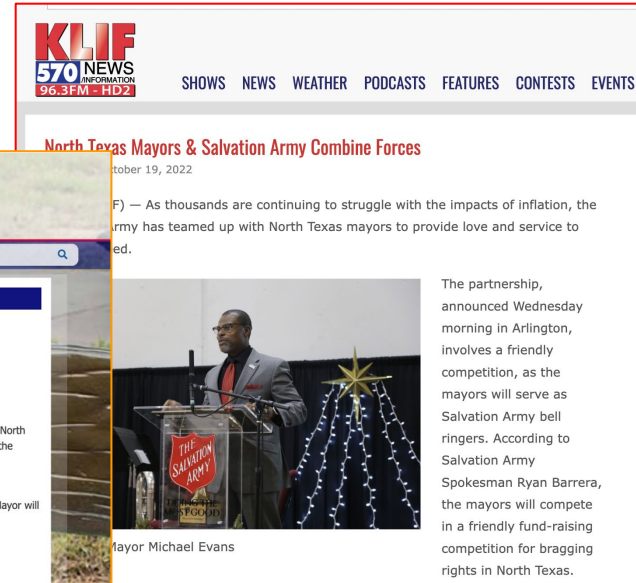 KLIF
570 NEWS
/INFORMATION
96.3FM - HD2
SHOWS NEWS WEATHER PODCASTS FEATURES CONTESTS EVENTS
North Texas Mayors & Salvation Army Combine Forces
tober 19, 2022
F) — As thousands are continuing to struggle with the impacts of inflation, the
rmy has teamed up with North Texas mayors to provide love and service to
ed.
North
the
ayor will
THE
SALVATION
ARMY
DOING THE
MOST GOOD
Mayor Michael Evans
The partnership,
announced Wednesday
morning in Arlington,
involves a friendly
competition, as the
mayors will serve as
Salvation Army bell
ringers. According to
Salvation Army
Spokesman Ryan Barrera,
the mayors will compete
in a friendly fund-raising
competition for bragging
rights in North Texas.